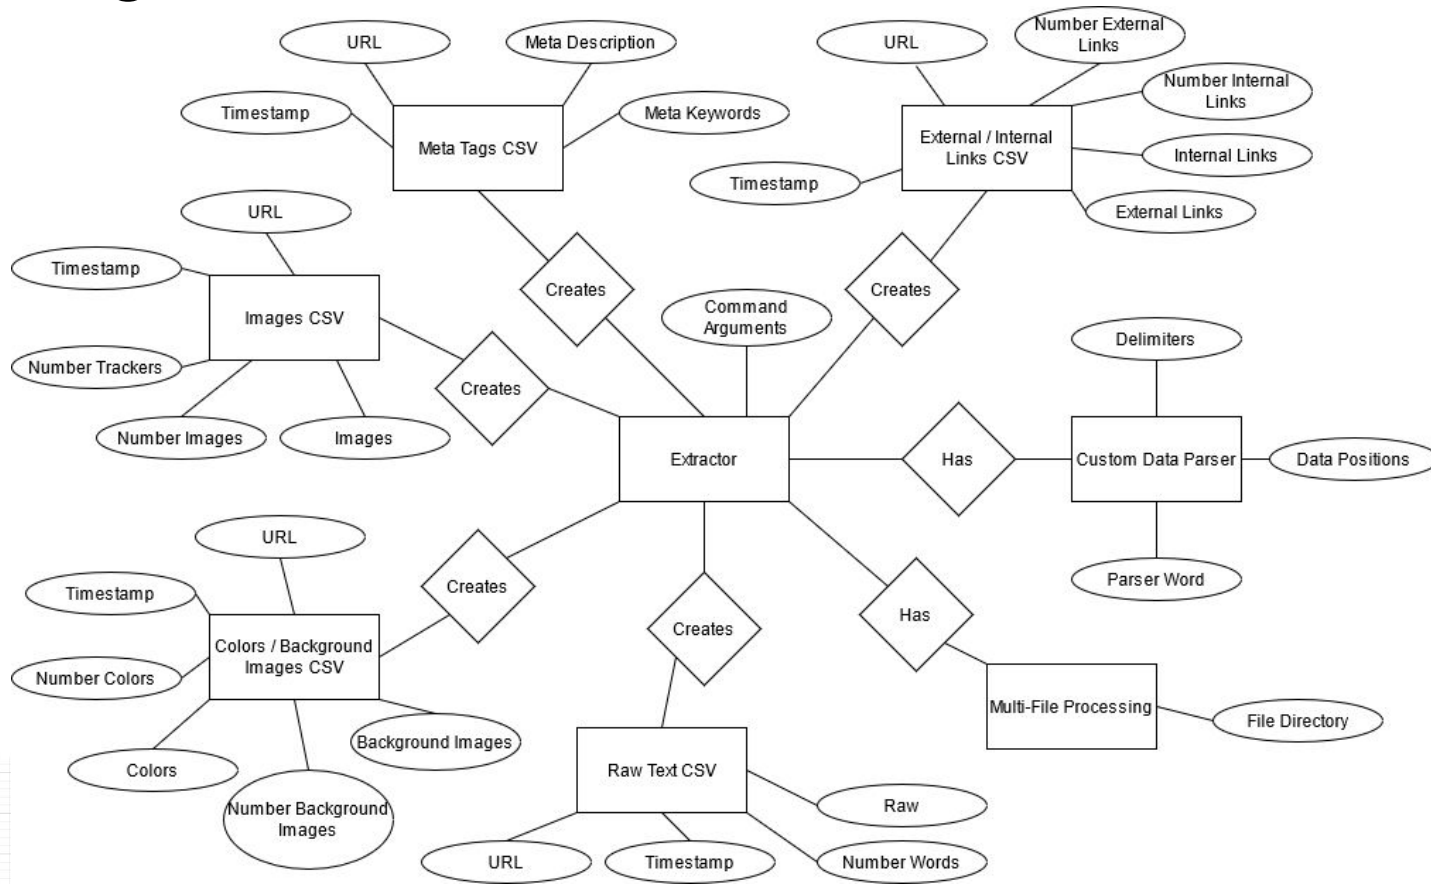 URL
Meta Description
Number External
Links
URL
Number Internal
Links
Timestamp
Meta Keywords
Meta Tags CSV
External / Internal
Links CSV
Internal Links
Timestamp
External Links
URL
Timestamp
Images CSV
Creates
Creates
Command
Arguments
Number Trackers
Creates
Delimiters
Number Images
Images
Extractor
Has
Custom Data Parser
Data Positions
URL
Creates
Parser Word
Timestamp
Has
Creates
Colors / Background
Images CSV
Number Colors
Multi-File Processing
File Directory
Background Images
Colors
Raw Text CSV
Number Background
Images
Raw
URL
Timestamp
Number Words